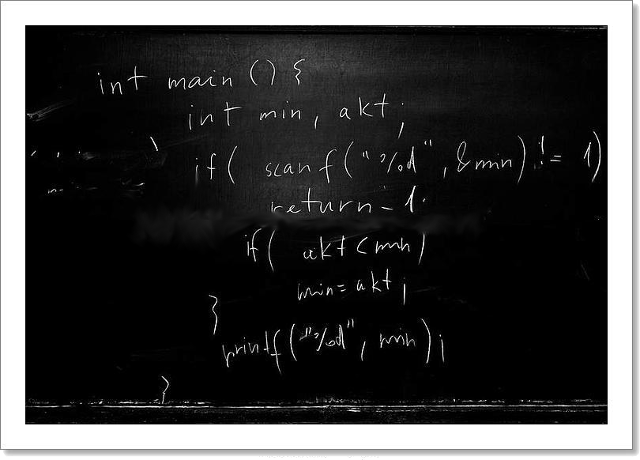 int main () {
int min, akt;
if( scanf("%d", &min) != 1)
return -1.
if( akt < min)
min = akt;
}
printf("%d", min);
}